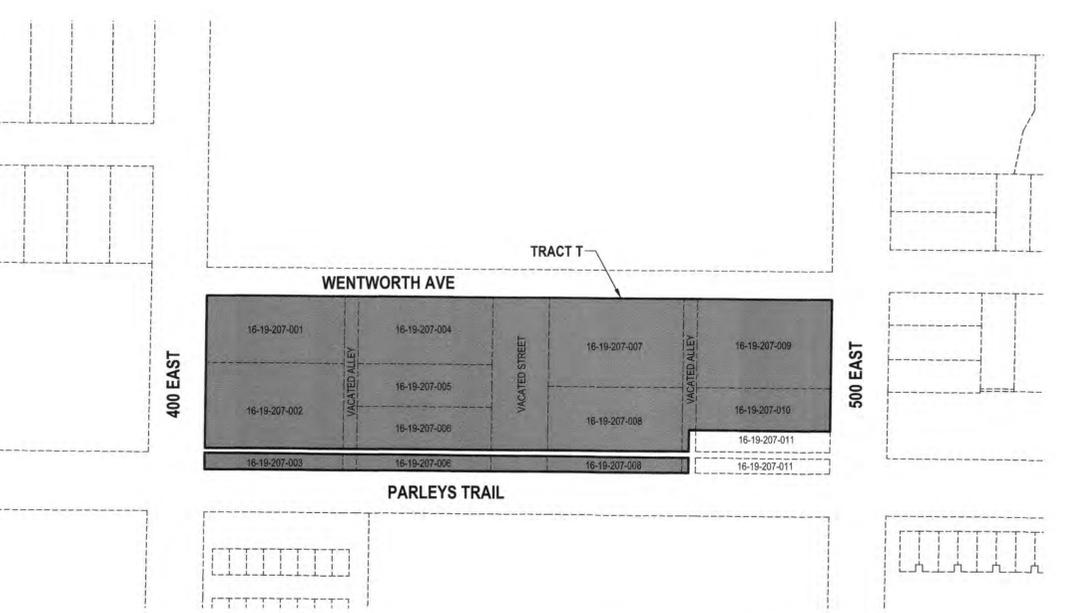 TRACT T
WENTWORTH AVE
16-19-207-001
16-19-207-004
16-19-207-007
16-19-207-009
400 EAST
VACATED ALLEY
VACATED STREET
VACATED ALLEY
500 EAST
16-19-207-005
16-19-207-002
16-19-207-006
16-19-207-008
16-19-207-010
16-19-207-011
16-19-207-003
16-19-207-006
16-19-207-008
16-19-207-011
PARLEYS TRAIL